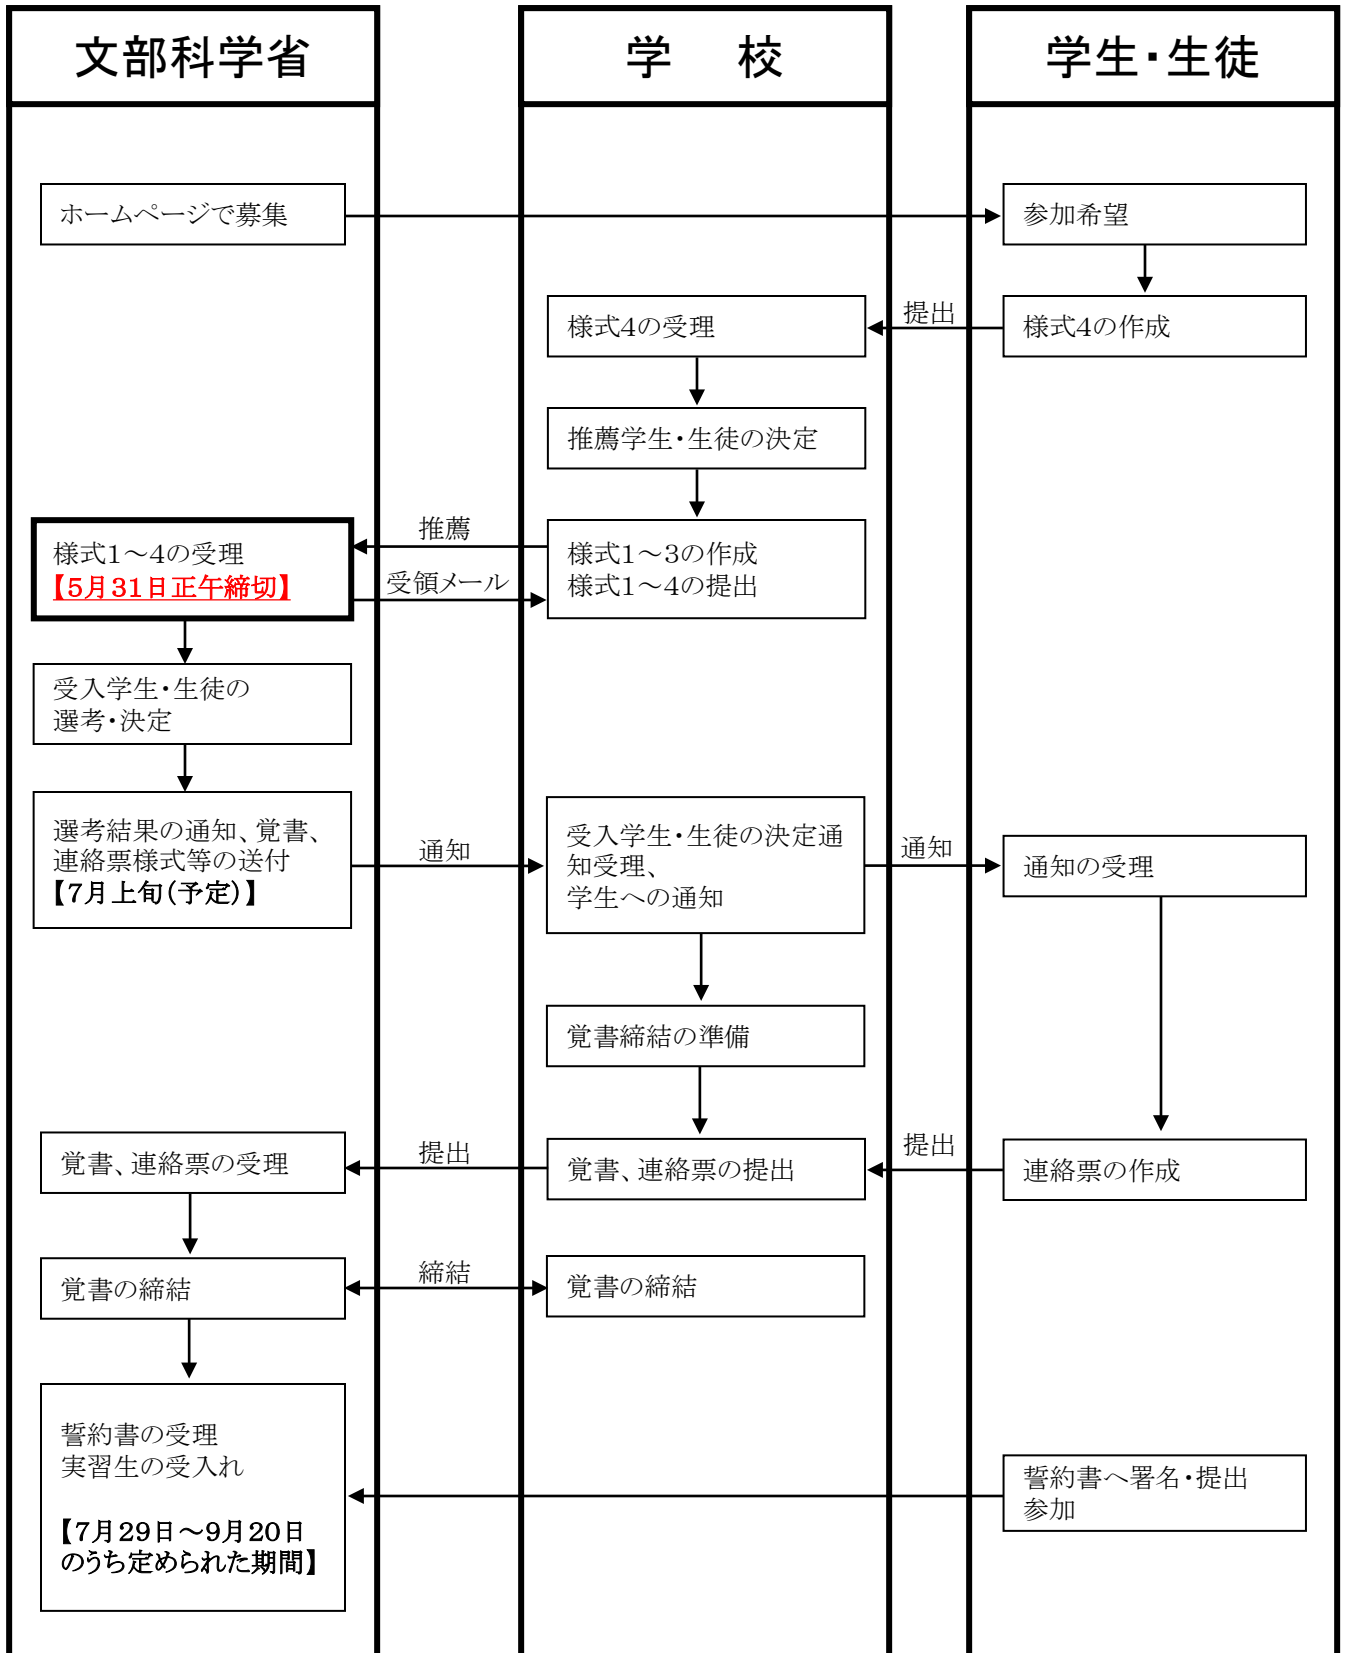 文部科学省
学　校
学生・生徒
ホームページで募集
参加希望
様式4の受理
提出
様式4の作成
推薦学生・生徒の決定
様式1～4の受理
【5月31日正午締切】
推薦
受領メール
様式1～3の作成
様式1～4の提出
受入学生・生徒の
選考・決定
選考結果の通知、覚書、
連絡票様式等の送付
【7月上旬（予定）】
通知
受入学生・生徒の決定通
知受理、
学生への通知
通知
通知の受理
覚書締結の準備
覚書、連絡票の受理
提出
覚書、連絡票の提出
提出
連絡票の作成
覚書の締結
締結
覚書の締結
誓約書の受理
実習生の受入れ
【7月29日～9月20日
のうち定められた期間】
誓約書へ署名・提出
参加